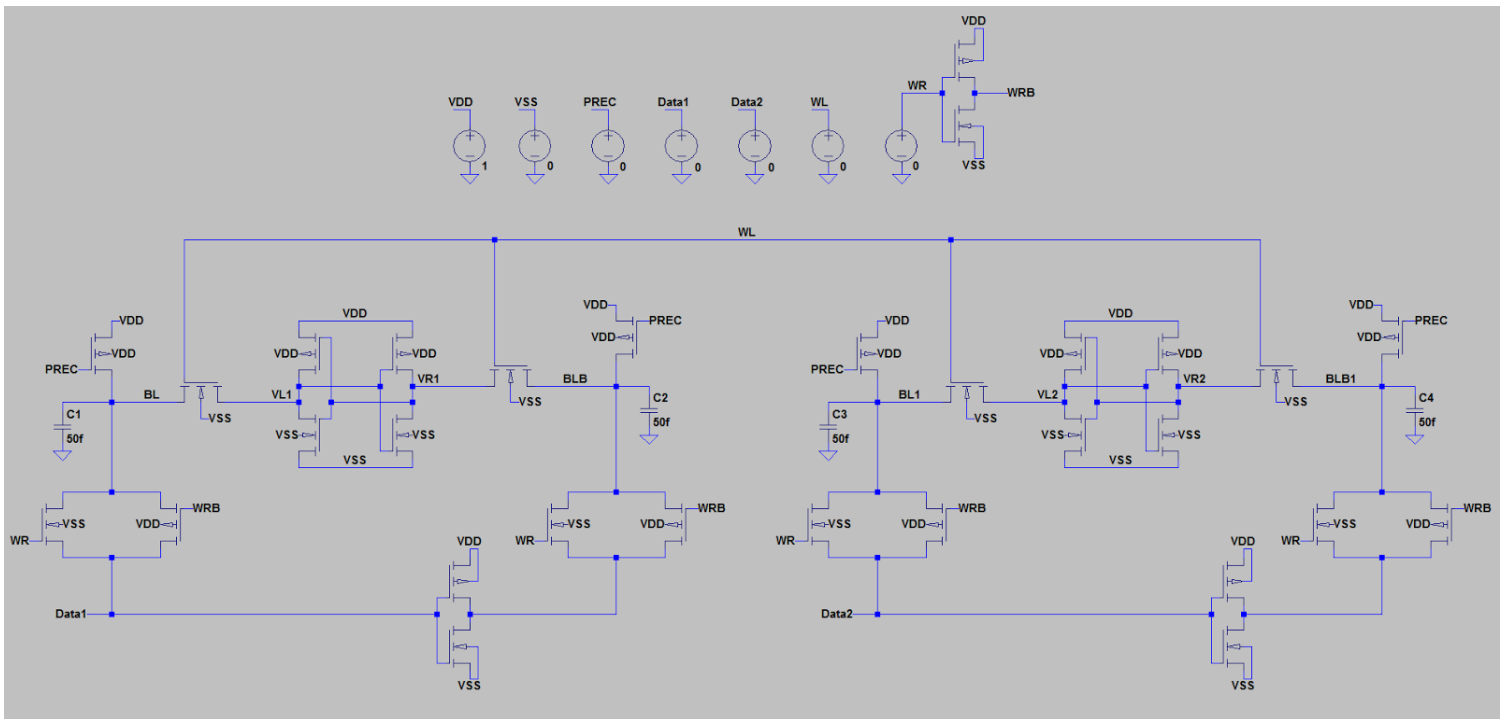 VDD
WR
WRB
VSS
VDD
VSS
PREC
Data1
Data2
WL
1
0
0
0
0
0
0
WL
VDD
VDD
PREC
BL
C1
50f
VSS
VDD
VDD
VDD
VL1
VR1
VSS
VSS
VSS
VSS
VDD
PREC
VDD
BLB
C2
50f
WR
VSS
VDD
WRB
WR
VSS
VDD
WRB
Data1
VDD
VSS
VDD
VDD
PREC
BL1
C3
50f
VSS
VDD
VDD
VDD
VL2
VR2
VSS
VSS
VSS
VSS
VDD
PREC
VDD
BLB1
C4
50f
WR
VSS
VDD
WRB
WR
VSS
VDD
WRB
Data2
VDD
VSS